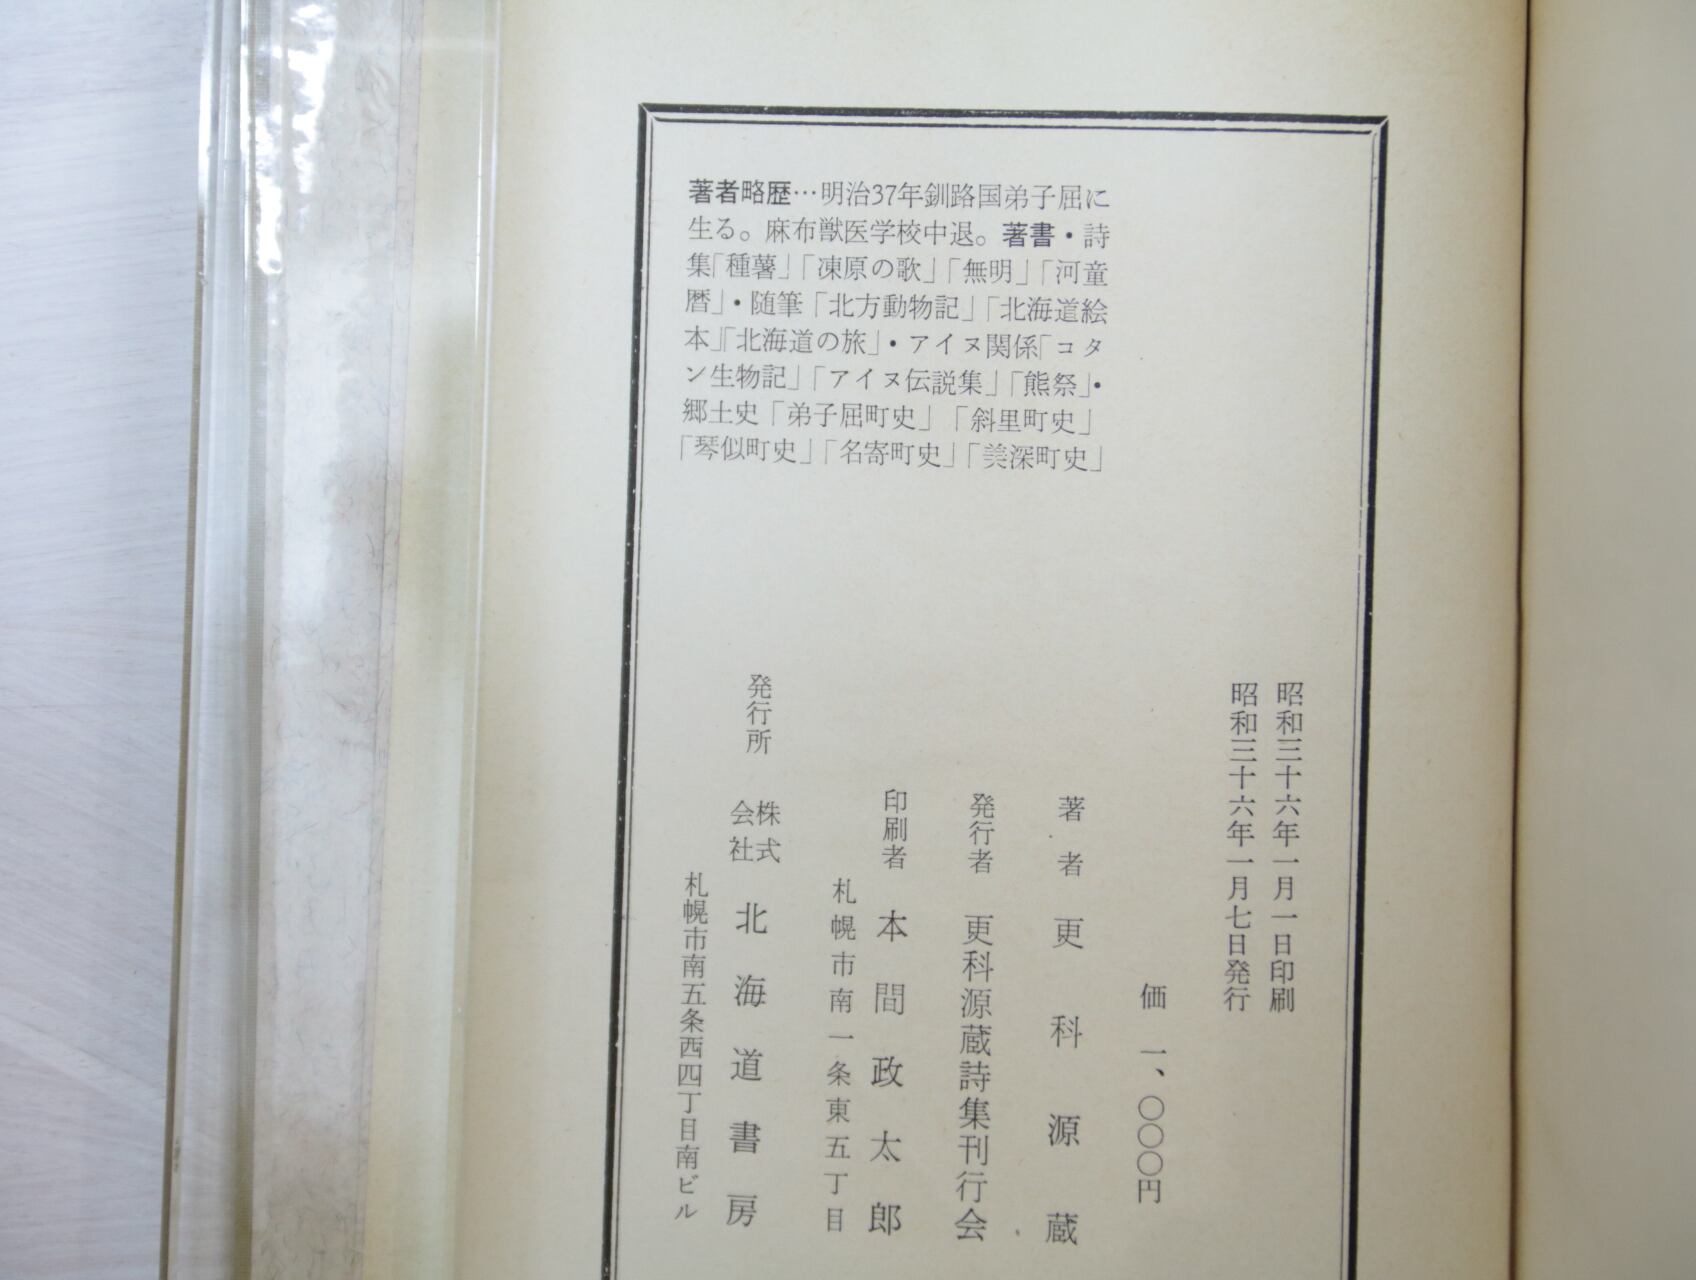 著者略歴…明治37年釧路国弟子屈に
生る。麻布獣医学校中退。著書・詩
集「種薯」「凍原の歌」「無明」「河童
暦」・随筆「北方動物記」「北海道絵
本」「北海道の旅」・アイヌ関係「コタ
ン生物記」「アイヌ伝説集」「熊祭」・
郷土史「弟子屈町史」「斜里町史」
「琴似町史」「名寄町史」「美深町史」
昭和三十六年一月一日印刷
昭和三十六年一月七日発行
価 一、〇〇〇円
著者 更科源蔵
発行者 更科源蔵詩集刊行会
印刷者 本間政太郎
札幌市南一条東五丁目
発行所 株式会社 北海道書房
札幌市南五条西四丁目南ビル